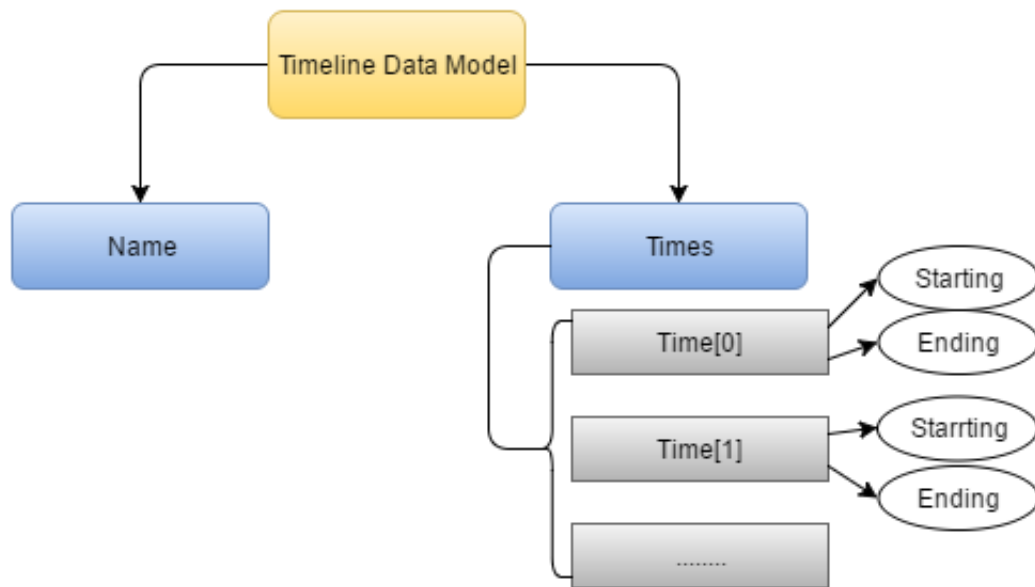 Timeline Data Model
Name
Times
Starting
Time[0]
Ending
Starrting
Time[1]
Ending
........